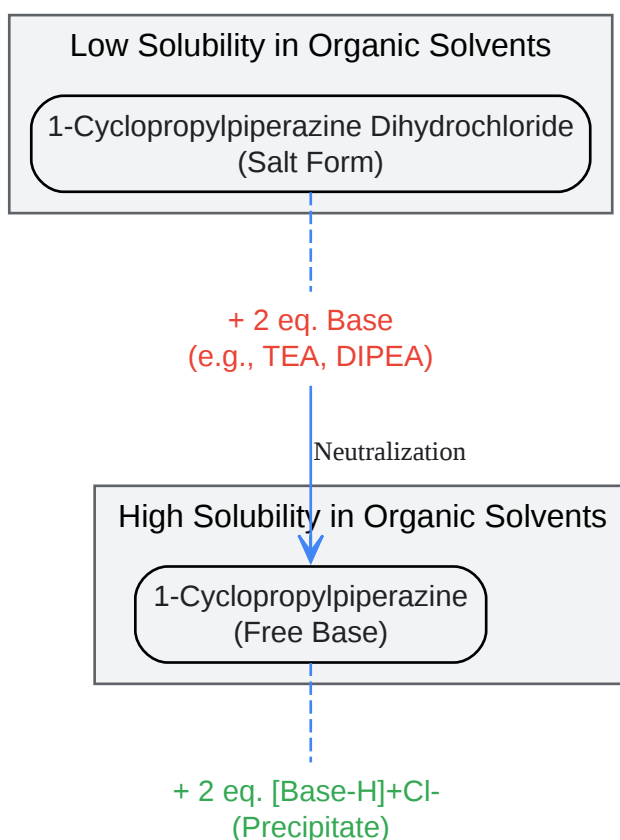 Low Solubility in Organic Solvents
1-Cyclopropylpiperazine Dihydrochloride
(Salt Form)
+ 2 eq. Base
(e.g., TEA, DIPEA)
Neutralization
High Solubility in Organic Solvents
1-Cyclopropylpiperazine
(Free Base)
+ 2 eq. [Base-H]+Cl-
(Precipitate)